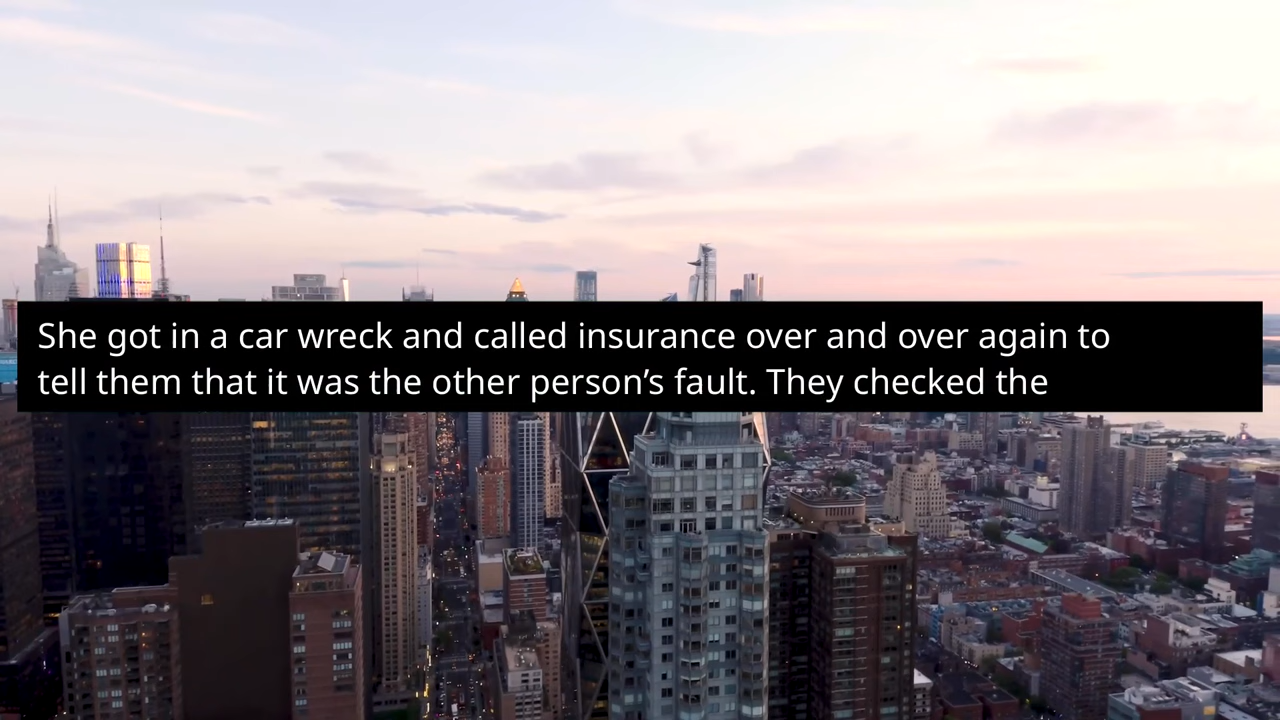 She got in a car wreck and called insurance over and over again to
tell them that it was the other person’s fault. They checked the